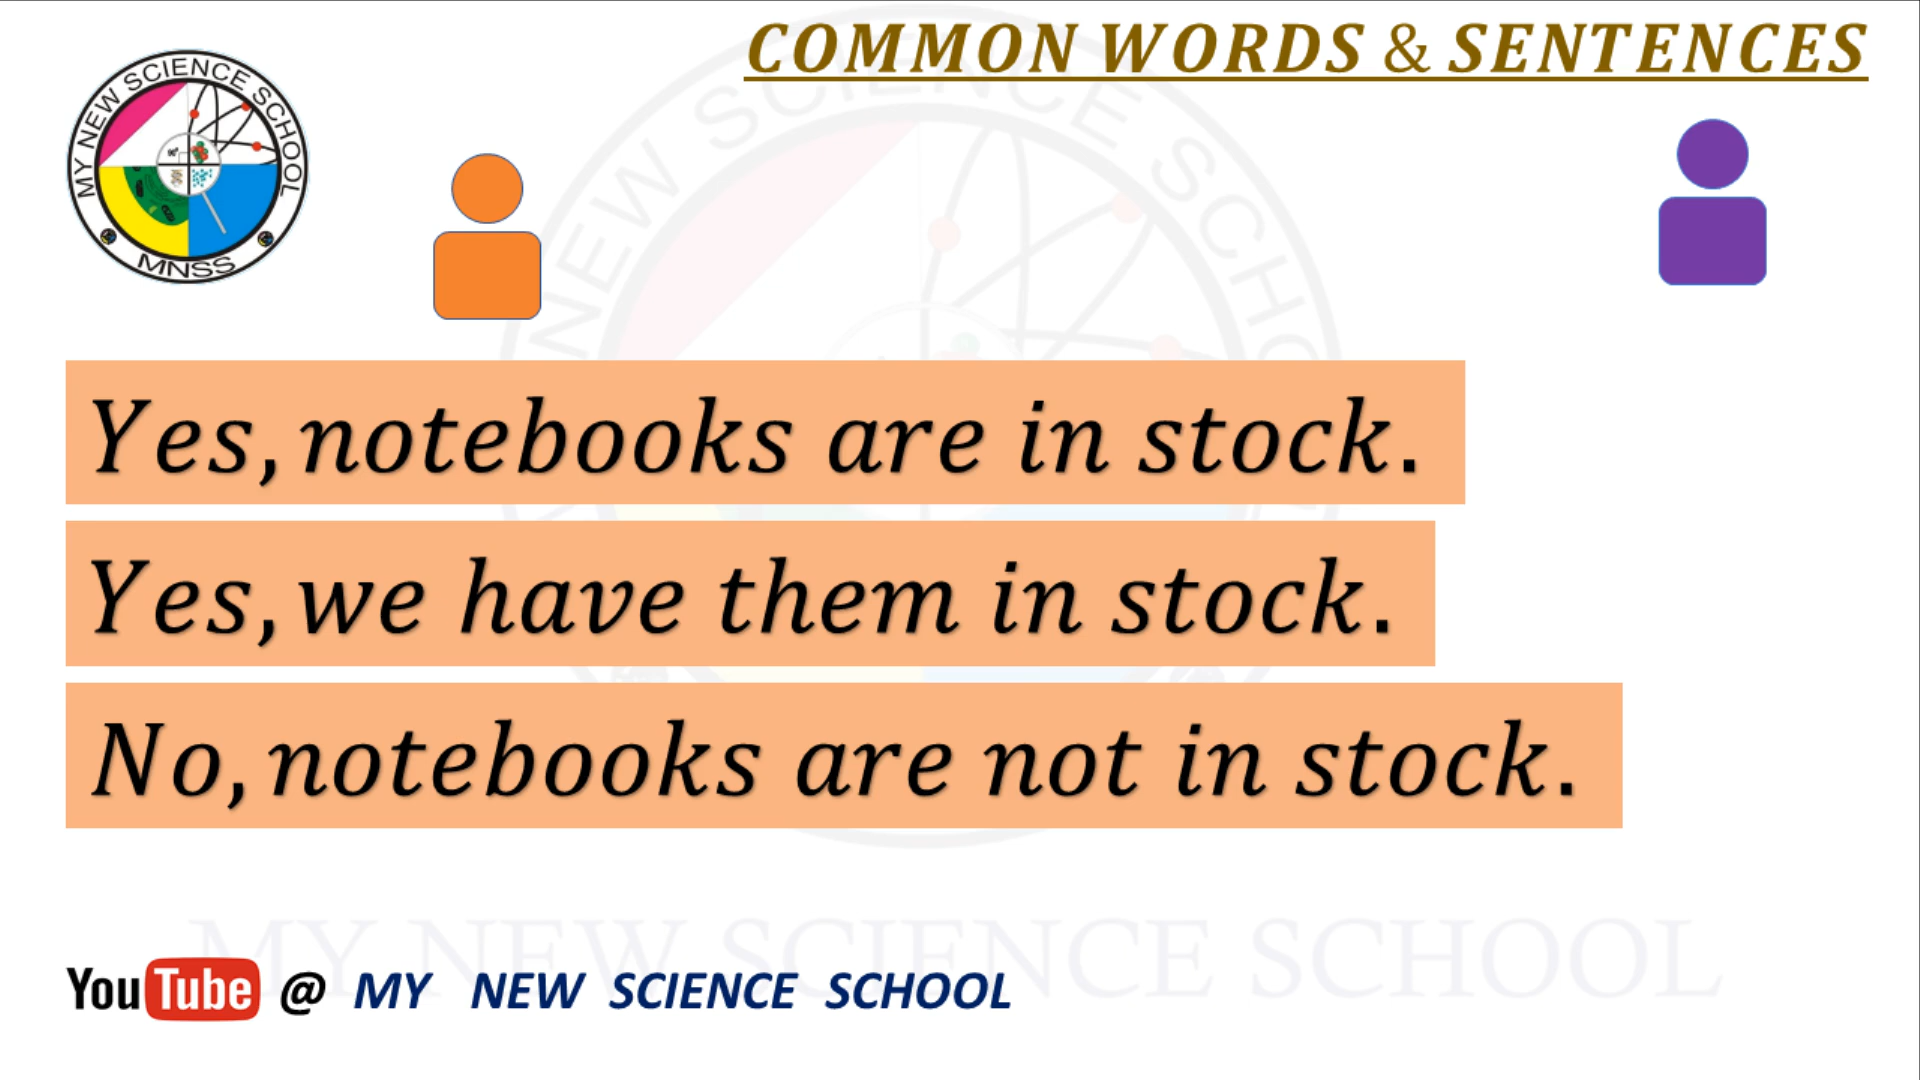 COMMON WORDS & SENTENCES
MY NEW SCIENCE SCHOOL
MNSS
Yes, notebooks are in stock.
Yes, we have them in stock.
No, notebooks are not in stock.
MY NEW SCIENCE SCHOOL
YouTube @ MY NEW SCIENCE SCHOOL